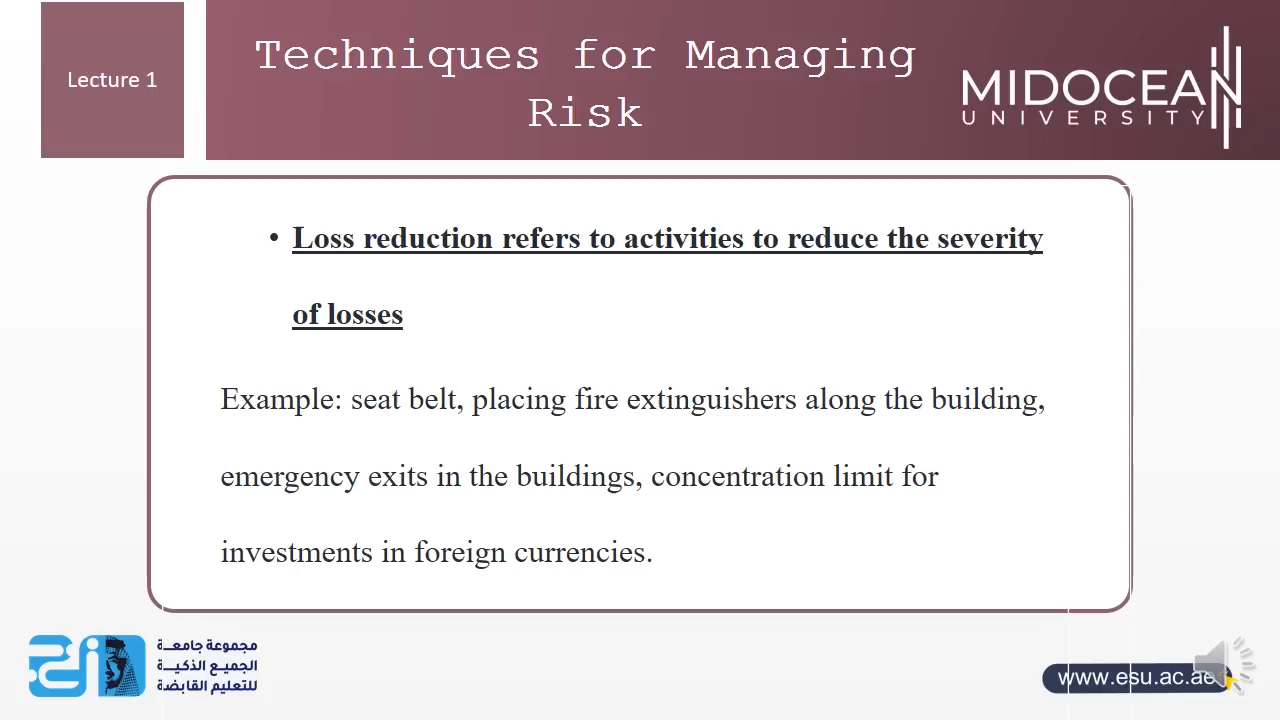 Lecture 1
Techniques for Managing
Risk
MIDOCEAN
UNIVERSITY
• Loss reduction refers to activities to reduce the severity
of losses
Example: seat belt, placing fire extinguishers along the building,
emergency exits in the buildings, concentration limit for
investments in foreign currencies.
مجموعة جامعة
الجميع الذكية
للتعليم القابضة
www.esu.ac.ae